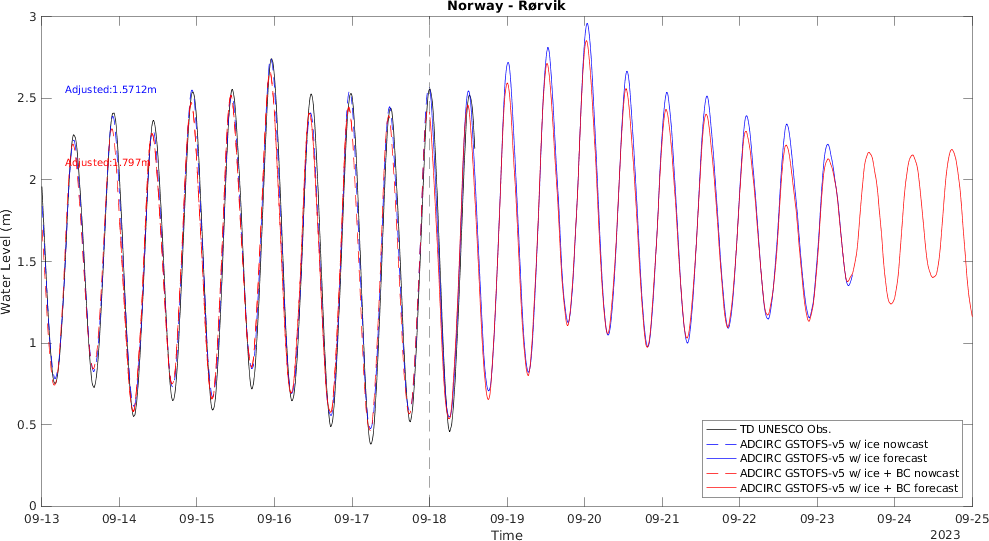 Norway - Rørvik
3
2.5
2
1.5
1
0.5
0
Water Level (m)
Adjusted:1.5712m
Adjusted:1.797m
TD UNESCO Obs.
ADCIRC GSTOFS-v5 w/ ice nowcast
ADCIRC GSTOFS-v5 w/ ice forecast
ADCIRC GSTOFS-v5 w/ ice + BC nowcast
ADCIRC GSTOFS-v5 w/ ice + BC forecast
09-13 09-14 09-15 09-16 09-17 09-18 09-19 09-20 09-21 09-22 09-23 09-24 09-25
Time
2023